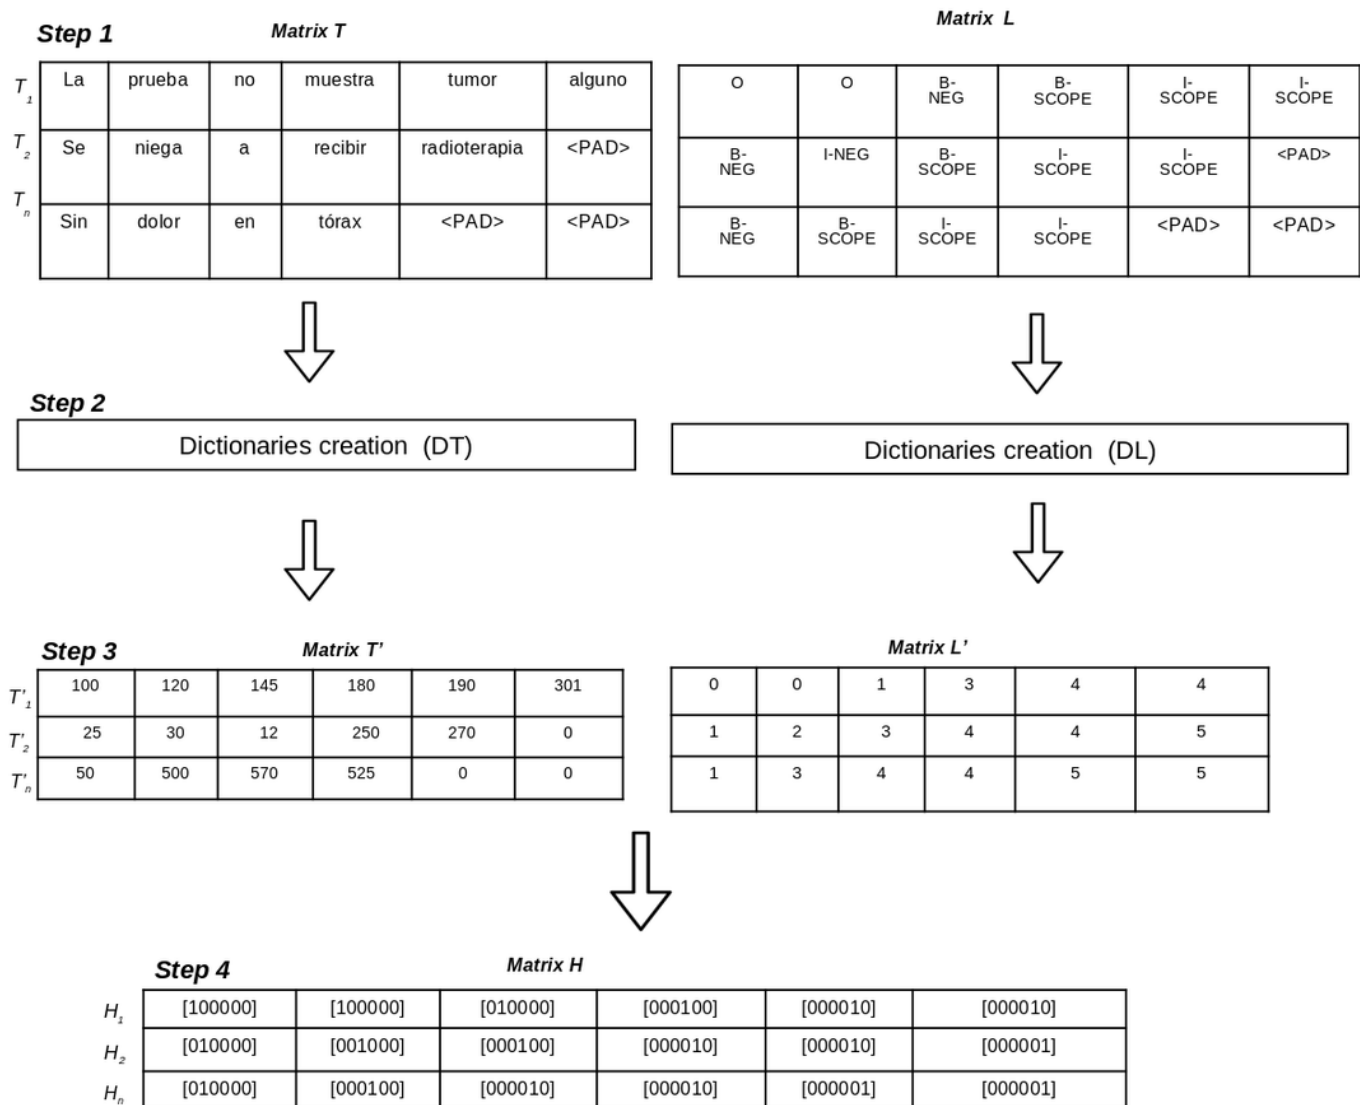 Step 1 Matrix T Matrix L
T1 La prueba no muestra tumor alguno
T2 Se niega a recibir radioterapia <PAD>
Tn Sin dolor en tórax <PAD> <PAD>
O O B-NEG B-SCOPE I-SCOPE I-SCOPE
B-NEG I-NEG B-SCOPE I-SCOPE I-SCOPE <PAD>
B-NEG B-SCOPE I-SCOPE I-SCOPE <PAD> <PAD>
Step 2
Dictionaries creation (DT)
Dictionaries creation (DL)
Step 3 Matrix T’ Matrix L’
T’1 100 120 145 180 190 301
T’2 25 30 12 250 270 0
T’n 50 500 570 525 0 0
0 0 1 3 4 4
1 2 3 4 4 5
1 3 4 4 5 5
Step 4 Matrix H
H1 [100000] [100000] [010000] [000100] [000010] [000010]
H2 [010000] [001000] [000100] [000010] [000010] [000001]
Hn [010000] [000100] [000010] [000010] [000001] [000001]